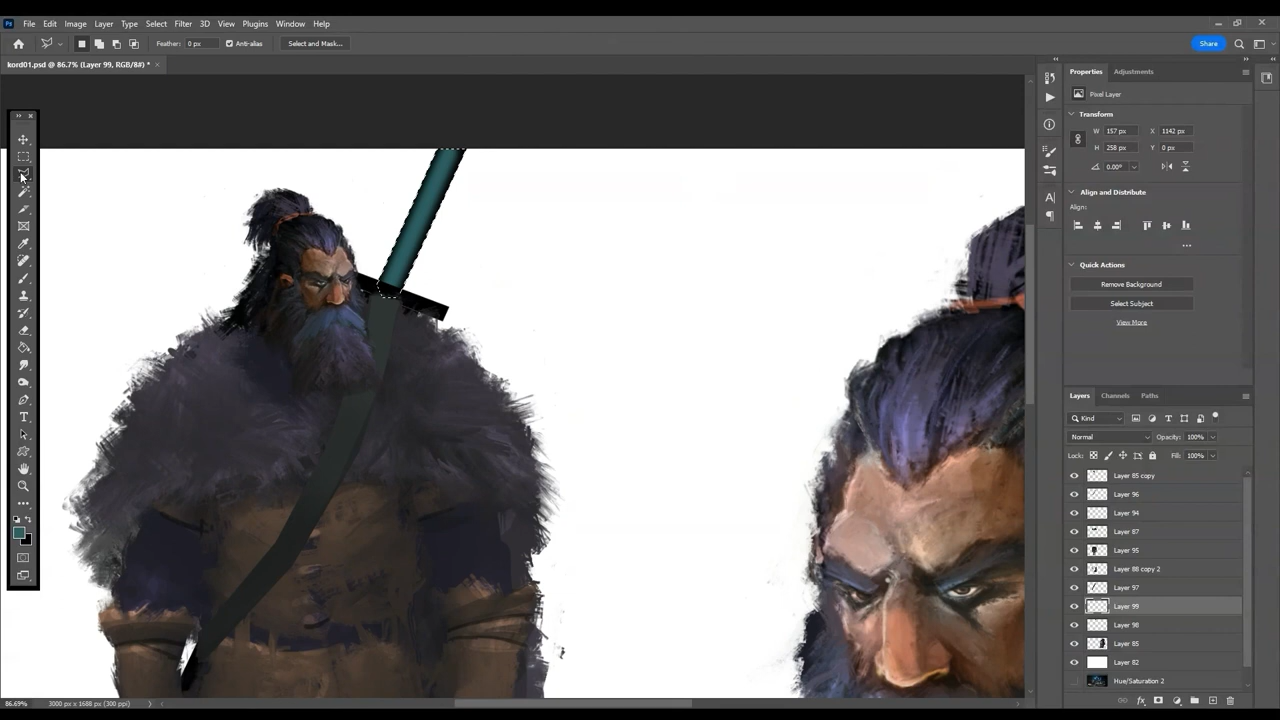 Ps File Edit Image Layer Type Select Filter 3D View Plugins Window Help
Feather: 0 px Anti-alias Select and Mask... Share
kord01.psd @ 86.7% (Layer 99, RGB/8#) * ×
Properties Adjustments
Pixel Layer
Transform
W 157 px X 1142 px
H 258 px Y 0 px
0.00°
Align and Distribute
Align:
Quick Actions
Remove Background
Select Subject
View More
Layers Channels Paths
Kind
Normal Opacity: 100%
Lock: Fill: 100%
Layer 85 copy
Layer 96
Layer 94
Layer 87
Layer 95
Layer 88 copy 2
Layer 97
Layer 99
Layer 98
Layer 85
Layer 82
Hue/Saturation 2
86.69% 3000 px x 1688 px (300 ppi)